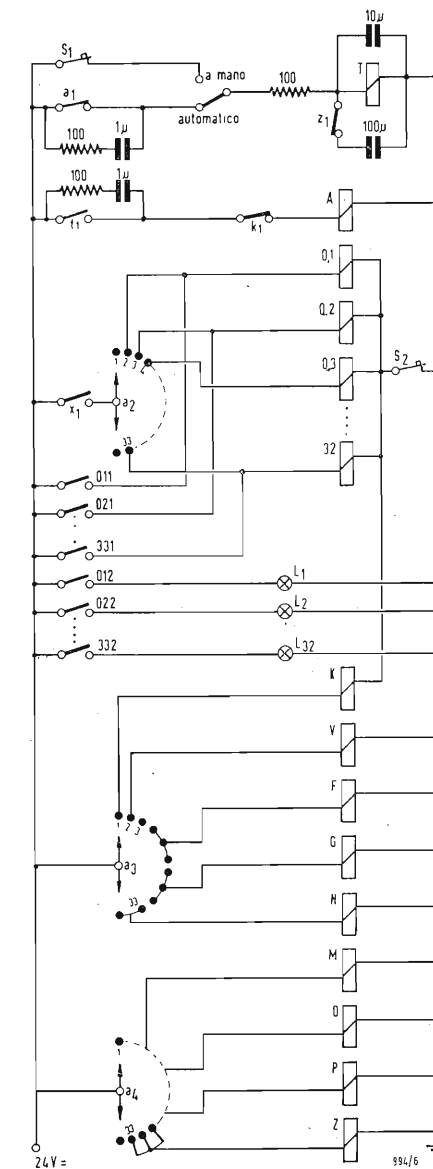 10µ
S1
a mano
100
T
a1
automatico
z1
100
1µ
100µ
100
1µ
A
t1
k1
0,1
0,2
1 2 3 4
0,3
S2
x1
a2
33
32
011
021
331
012
L1
022
L2
332
L32
K
V
1 2 3
F
a3
G
33
N
M
1
O
a4
P
33
Z
24V =
994/6